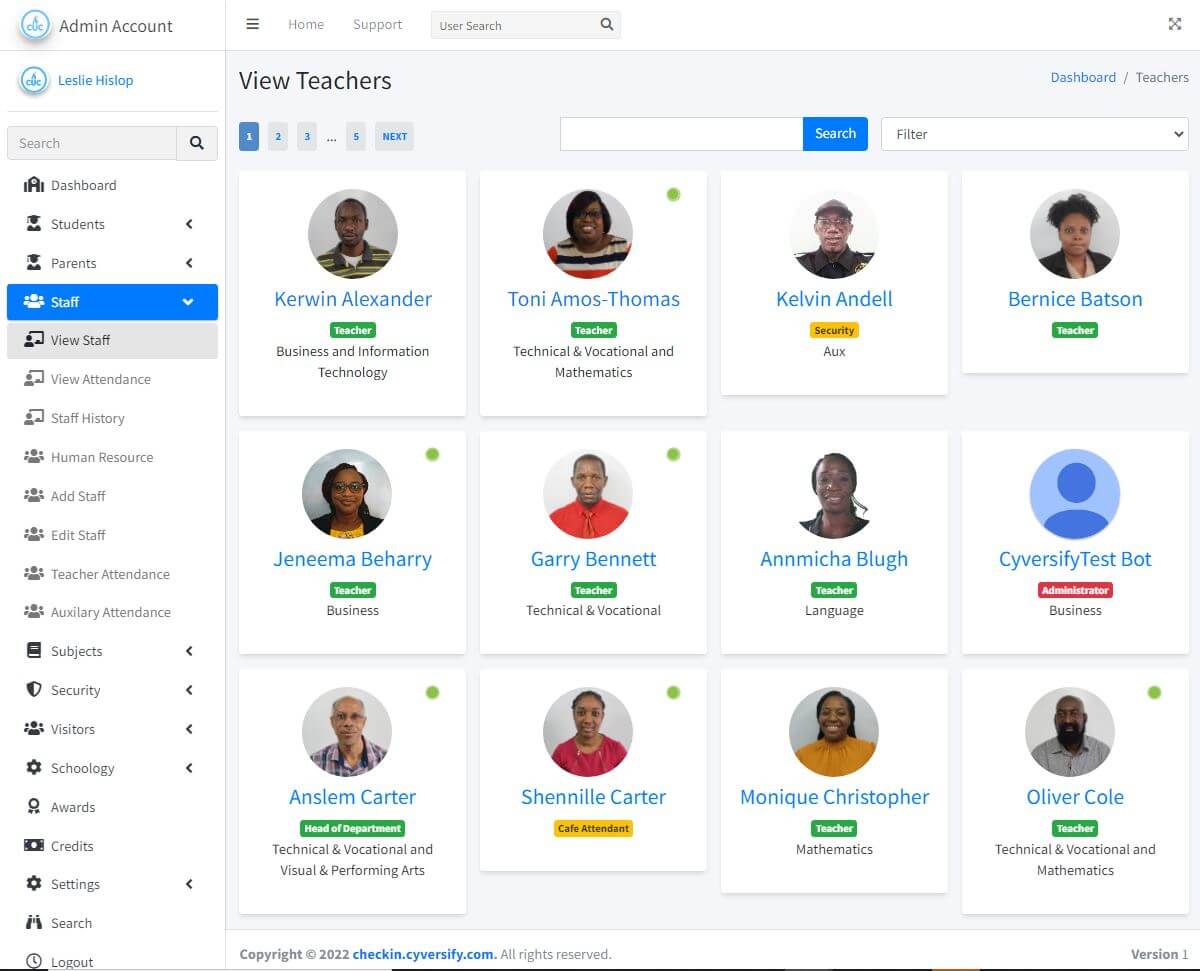 CUC
Admin Account
Home
Support
User Search
CUC
Leslie Hislop
Search
Dashboard
Students
Parents
Staff
View Staff
View Attendance
Staff History
Human Resource
Add Staff
Edit Staff
Teacher Attendance
Auxilary Attendance
Subjects
Security
Visitors
Schoology
Awards
Credits
Settings
Search
Logout
View Teachers
Dashboard / Teachers
1 2 3 ... 5 NEXT
Search
Filter
Kerwin Alexander
Teacher
Business and Information
Technology
Toni Amos-Thomas
Teacher
Technical & Vocational and
Mathematics
Kelvin Andell
Security
Aux
Bernice Batson
Teacher
Jeneema Beharry
Teacher
Business
Garry Bennett
Teacher
Technical & Vocational
Annmicha Blugh
Teacher
Language
CyversifyTest Bot
Administrator
Business
Anslem Carter
Head of Department
Technical & Vocational and
Visual & Performing Arts
Shennille Carter
Cafe Attendant
Monique Christopher
Teacher
Mathematics
Oliver Cole
Teacher
Technical & Vocational and
Mathematics
Copyright © 2022 checkin.cyversify.com. All rights reserved.
Version 1